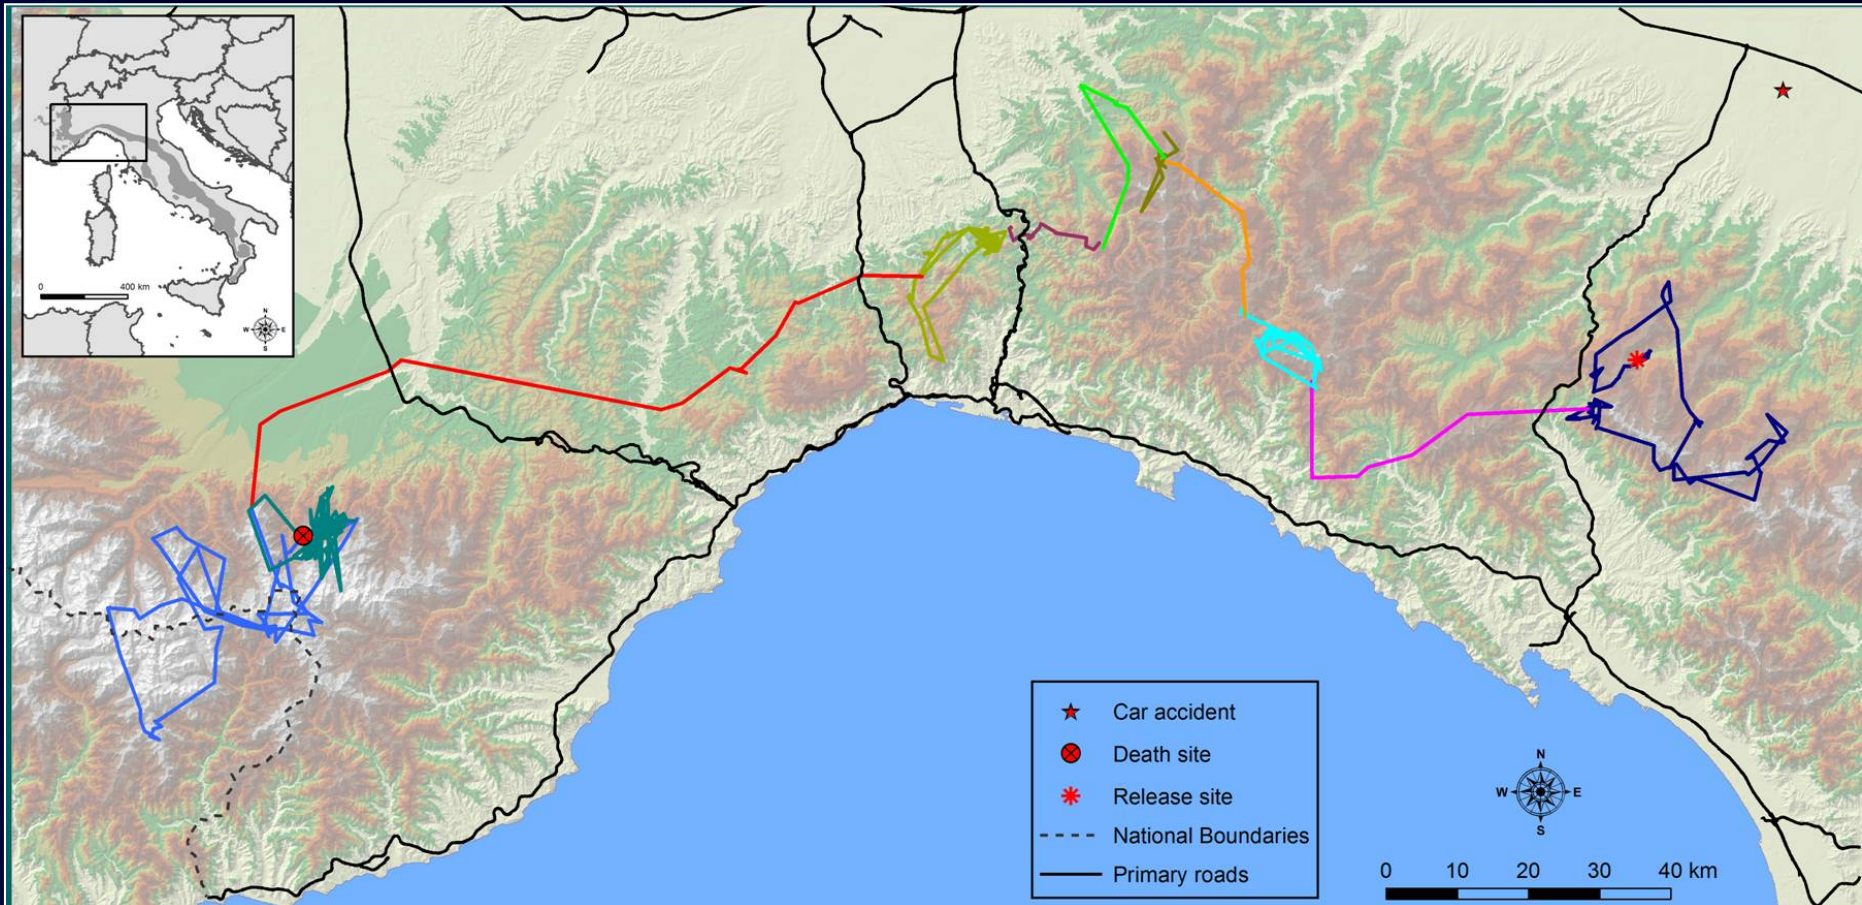 0 400 km
N
W E
S
Car accident
Death site
Release site
National Boundaries
Primary roads
N
W E
S
0 10 20 30 40 km